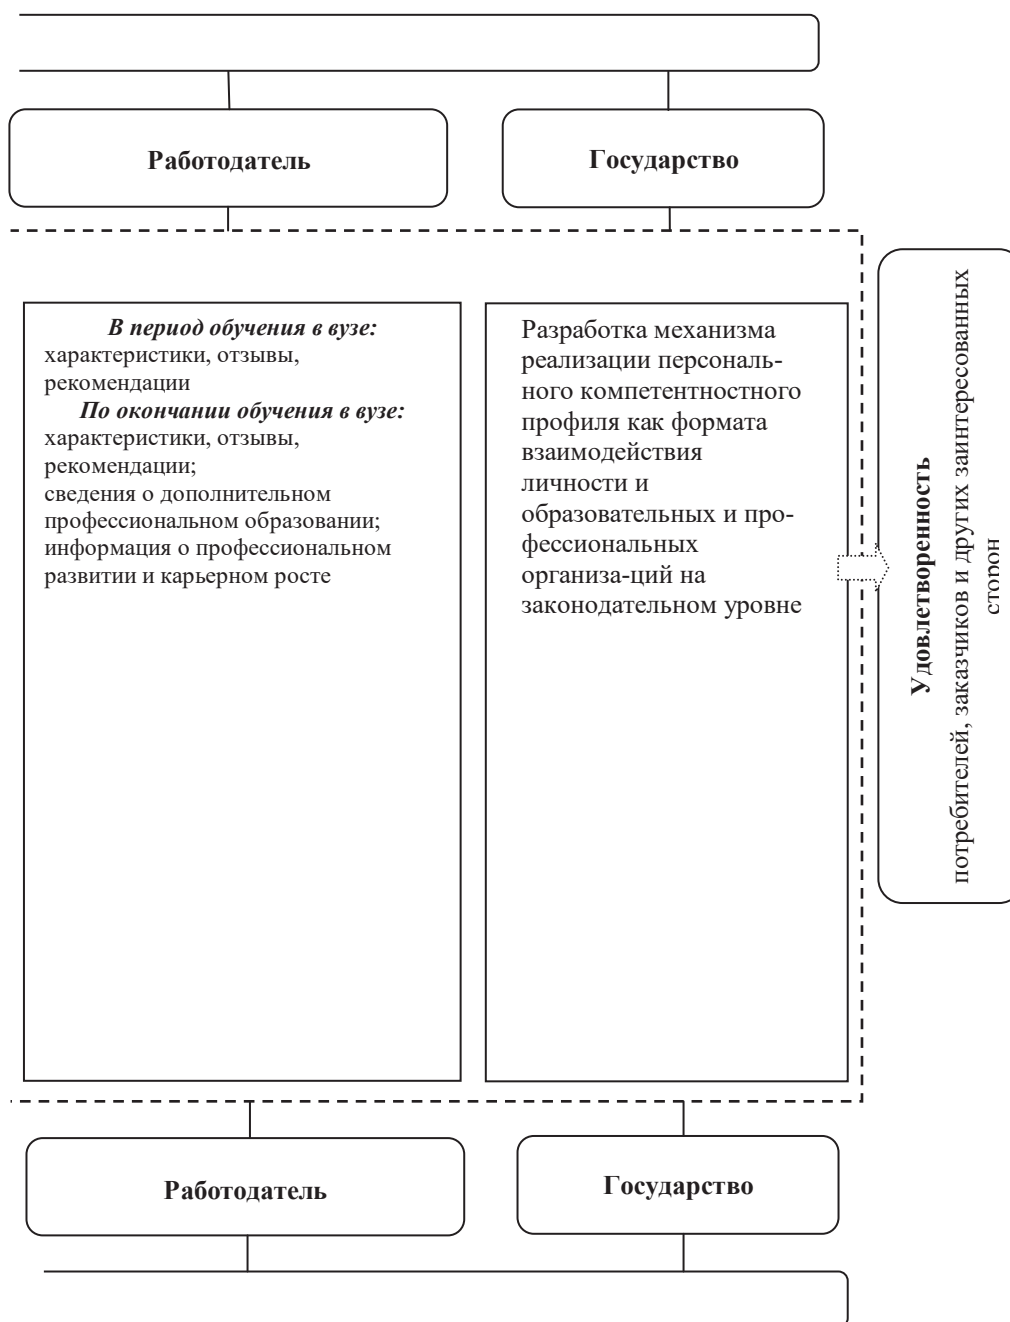 Работодатель
Государство
В период обучения в вузе:
характеристики, отзывы,
рекомендации
По окончании обучения в вузе:
характеристики, отзывы,
рекомендации;
сведения о дополнительном
профессиональном образовании;
информация о профессиональном
развитии и карьерном росте
Разработка механизма
реализации персональ-
ного компетентностного
профиля как формата
взаимодействия
личности и
образовательных и про-
фессиональных
организа-ций на
законодательном уровне
Удовлетворенность
потребителей, заказчиков и других заинтересованных
сторон
Работодатель
Государство